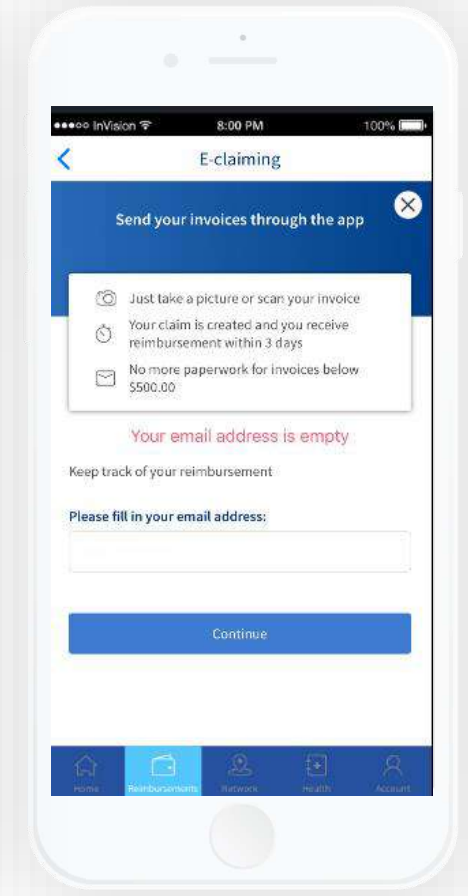 InVision 8:00 PM 100%
E-claiming
Send your invoices through the app
Just take a picture or scan your invoice
Your claim is created and you receive
reimbursement within 3 days
No more paperwork for invoices below
$500.00
Your email address is empty
Keep track of your reimbursement
Please fill in your email address:
Continue
Home Reimbursements Network Health Account